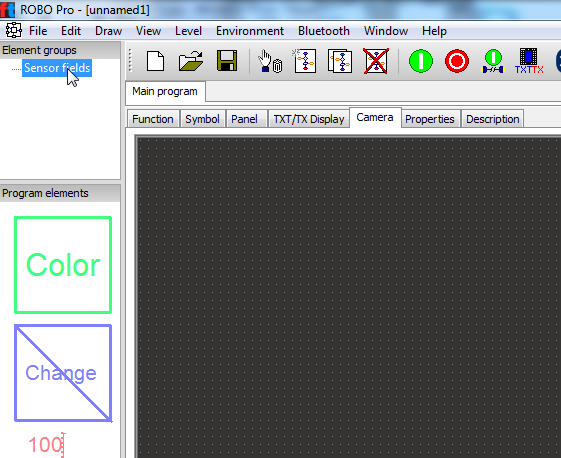 ft ROBO Pro - [unnamed1]
File Edit Draw View Level Environment Bluetooth Window Help
Element groups
Sensor fields
TXT/TX
Main program
Function Symbol Panel TXT/TX Display Camera Properties Description
Program elements
Color
Change
100